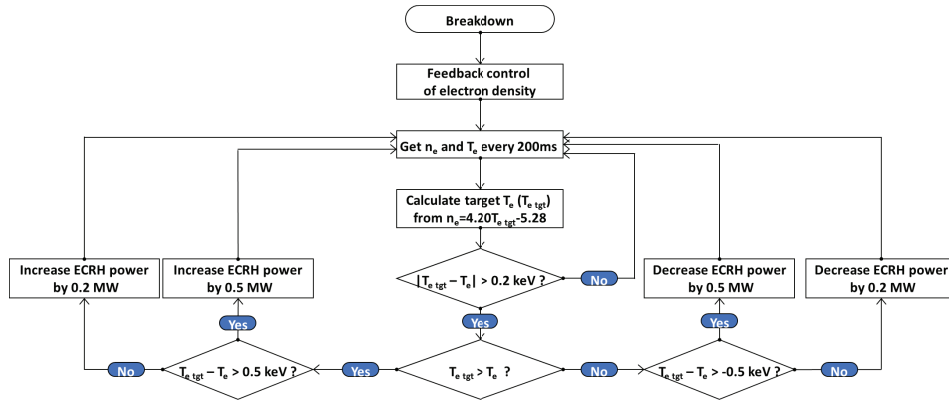 Breakdown
Feedback control
of electron density
Get nₑ and Tₑ every 200ms
Calculate target Tₑ (Tₑ ₜgₜ)
from nₑ=4.20Tₑ ₜgₜ-5.28
|Tₑ ₜgₜ – Tₑ| > 0.2 keV ?
No
Yes
Increase ECRH power
by 0.2 MW
Increase ECRH power
by 0.5 MW
Decrease ECRH power
by 0.5 MW
Decrease ECRH power
by 0.2 MW
Yes
Yes
No
Tₑ ₜgₜ – Tₑ > 0.5 keV ?
Yes
Tₑ ₜgₜ > Tₑ ?
No
Tₑ ₜgₜ – Tₑ > -0.5 keV ?
No